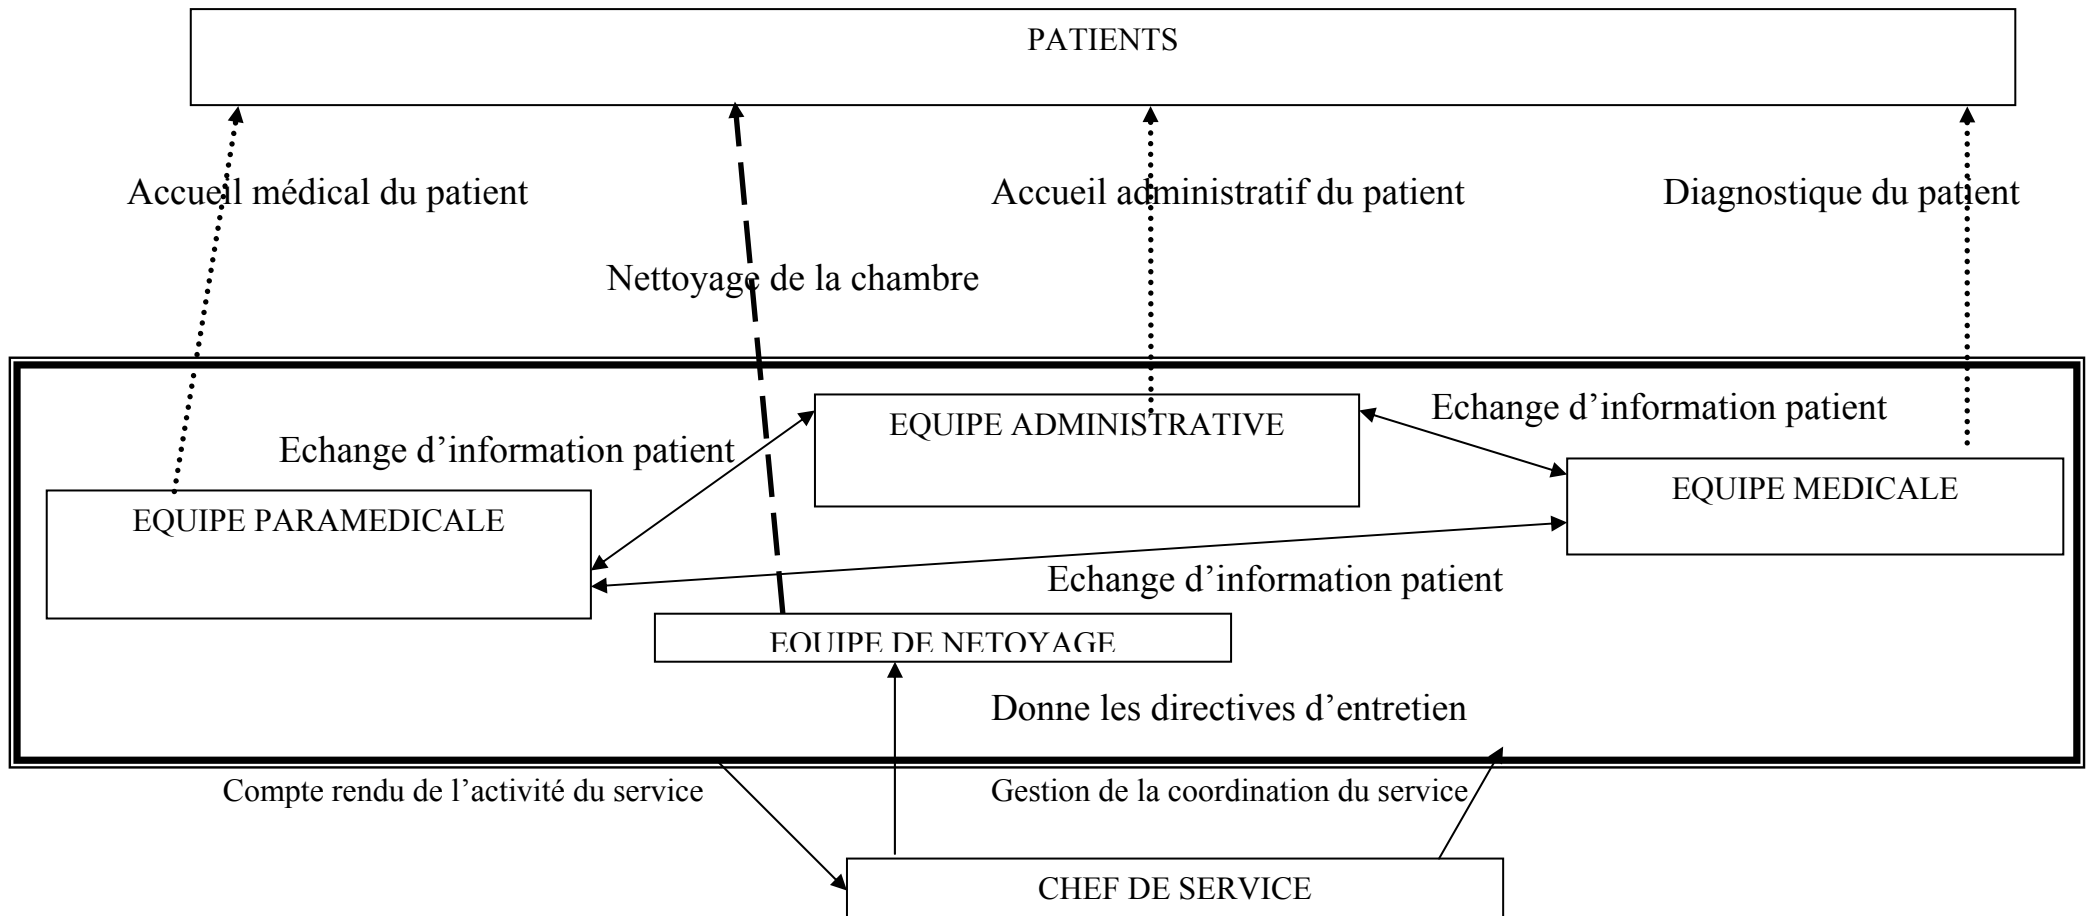 PATIENTS
Accueil médical du patient
Accueil administratif du patient
Diagnostique du patient
Nettoyage de la chambre
EQUIPE ADMINISTRATIVE
Echange d’information patient
Echange d’information patient
EQUIPE MEDICALE
EQUIPE PARAMEDICALE
Echange d’information patient
EQUIPE DE NETOYAGE
Donne les directives d’entretien
Compte rendu de l’activité du service
Gestion de la coordination du service
CHEF DE SERVICE